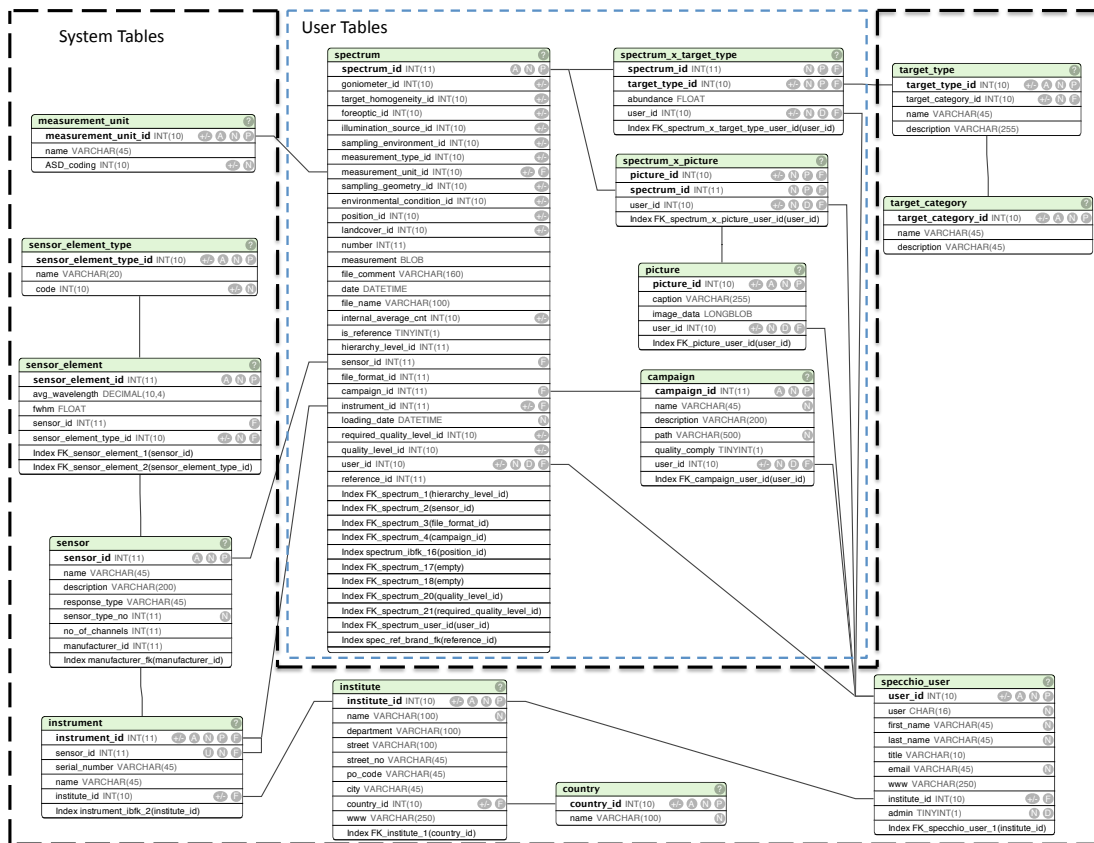 System Tables
User Tables
measurement_unit ?
measurement_unit_id INT(10) +/- A N P
name VARCHAR(45)
ASD_coding INT(10) +/- N
sensor_element_type ?
sensor_element_type_id INT(10) +/- A N P
name VARCHAR(20)
code INT(10) +/- N
sensor_element ?
sensor_element_id INT(11) A N P
avg_wavelength DECIMAL(10,4)
fwhm FLOAT
sensor_id INT(11) F
sensor_element_type_id INT(10) +/- N F
Index FK_sensor_element_1(sensor_id)
Index FK_sensor_element_2(sensor_element_type_id)
sensor ?
sensor_id INT(11) A N P
name VARCHAR(45)
description VARCHAR(200)
response_type VARCHAR(45)
sensor_type_no INT(11) N
no_of_channels INT(11)
manufacturer_id INT(11)
Index manufacturer_fk(manufacturer_id)
instrument ?
instrument_id INT(11) +/- A N P F
sensor_id INT(11) U N F
serial_number VARCHAR(45)
name VARCHAR(45)
institute_id INT(10) +/- F
Index instrument_ibfk_2(institute_id)
spectrum ?
spectrum_id INT(11) A N P
goniometer_id INT(10) +/-
target_homogeneity_id INT(10) +/-
foreoptic_id INT(10) +/-
illumination_source_id INT(10) +/-
sampling_environment_id INT(10) +/-
measurement_type_id INT(10) +/-
measurement_unit_id INT(10) +/- F
sampling_geometry_id INT(10) +/-
environmental_condition_id INT(10) +/-
position_id INT(10) +/-
landcover_id INT(10) +/-
number INT(11)
measurement BLOB
file_comment VARCHAR(160)
date DATETIME
file_name VARCHAR(100)
internal_average_cnt INT(10) +/-
is_reference TINYINT(1)
hierarchy_level_id INT(11)
sensor_id INT(11) F
file_format_id INT(11)
campaign_id INT(11) F
instrument_id INT(11) +/- F
loading_date DATETIME N
required_quality_level_id INT(10) +/-
quality_level_id INT(10) +/-
user_id INT(10) +/- N D F
reference_id INT(11)
Index FK_spectrum_1(hierarchy_level_id)
Index FK_spectrum_2(sensor_id)
Index FK_spectrum_3(file_format_id)
Index FK_spectrum_4(campaign_id)
Index spectrum_ibfk_16(position_id)
Index FK_spectrum_17(empty)
Index FK_spectrum_18(empty)
Index FK_spectrum_20(quality_level_id)
Index FK_spectrum_21(required_quality_level_id)
Index FK_spectrum_user_id(user_id)
Index spec_ref_brand_fk(reference_id)
spectrum_x_target_type ?
spectrum_id INT(11) N P F
target_type_id INT(10) +/- N P F
abundance FLOAT
user_id INT(10) +/- N D F
Index FK_spectrum_x_target_type_user_id(user_id)
spectrum_x_picture ?
picture_id INT(10) +/- N P F
spectrum_id INT(11) N P F
user_id INT(10) +/- N D F
Index FK_spectrum_x_picture_user_id(user_id)
picture ?
picture_id INT(10) +/- A N P
caption VARCHAR(255)
image_data LONGBLOB
user_id INT(10) +/- N D F
Index FK_picture_user_id(user_id)
campaign ?
campaign_id INT(11) A N P
name VARCHAR(45) N
description VARCHAR(200)
path VARCHAR(500) N
quality_comply TINYINT(1)
user_id INT(10) +/- N D F
Index FK_campaign_user_id(user_id)
target_type ?
target_type_id INT(10) +/- A N P
target_category_id INT(10) +/- N F
name VARCHAR(45)
description VARCHAR(255)
target_category ?
target_category_id INT(10) +/- A N P
name VARCHAR(45)
description VARCHAR(45)
institute ?
institute_id INT(10) +/- A N P
name VARCHAR(100) N
department VARCHAR(100)
street VARCHAR(100)
street_no VARCHAR(45)
po_code VARCHAR(45)
city VARCHAR(45)
country_id INT(10) +/- F
www VARCHAR(250)
Index FK_institute_1(country_id)
country ?
country_id INT(10) +/- A N P
name VARCHAR(100) N
specchio_user ?
user_id INT(10) +/- A N P
user CHAR(16) N
first_name VARCHAR(45) N
last_name VARCHAR(45) N
title VARCHAR(10)
email VARCHAR(45) N
www VARCHAR(250)
institute_id INT(10) +/- F
admin TINYINT(1) N D
Index FK_specchio_user_1(institute_id)